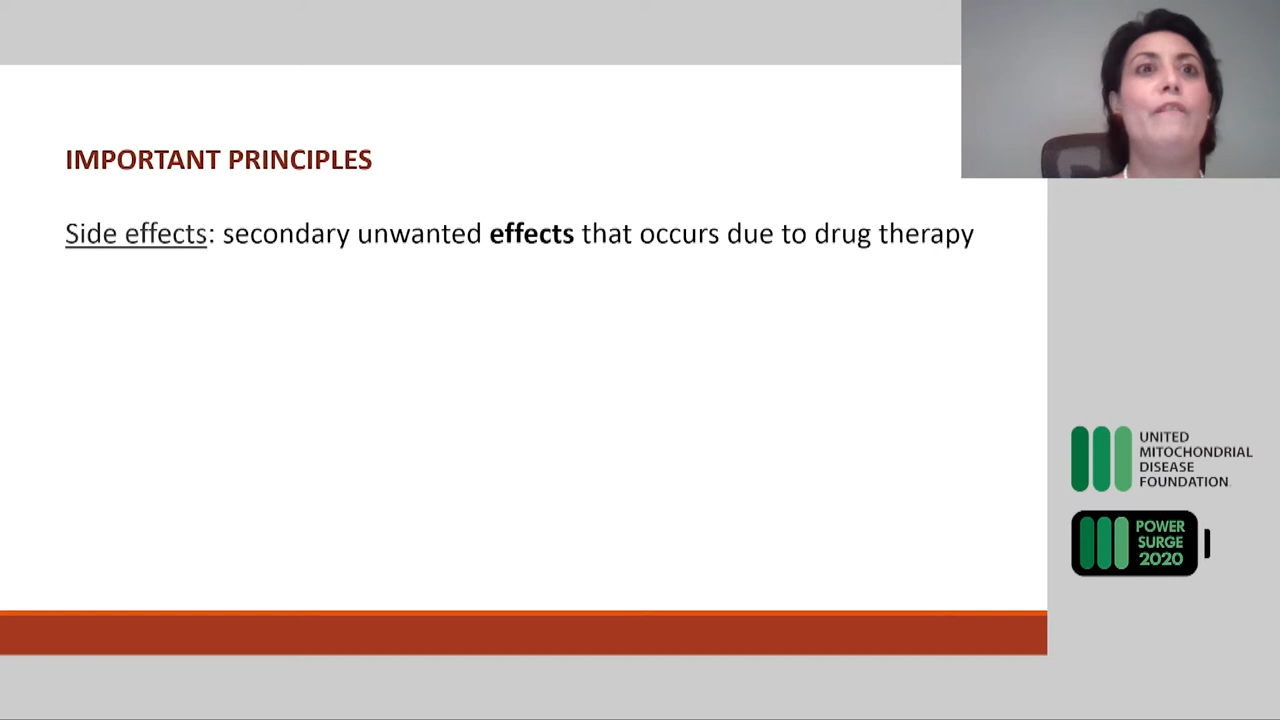 IMPORTANT PRINCIPLES
Side effects: secondary unwanted effects that occurs due to drug therapy
UNITED
MITOCHONDRIAL
DISEASE
FOUNDATION
POWER
SURGE
2020